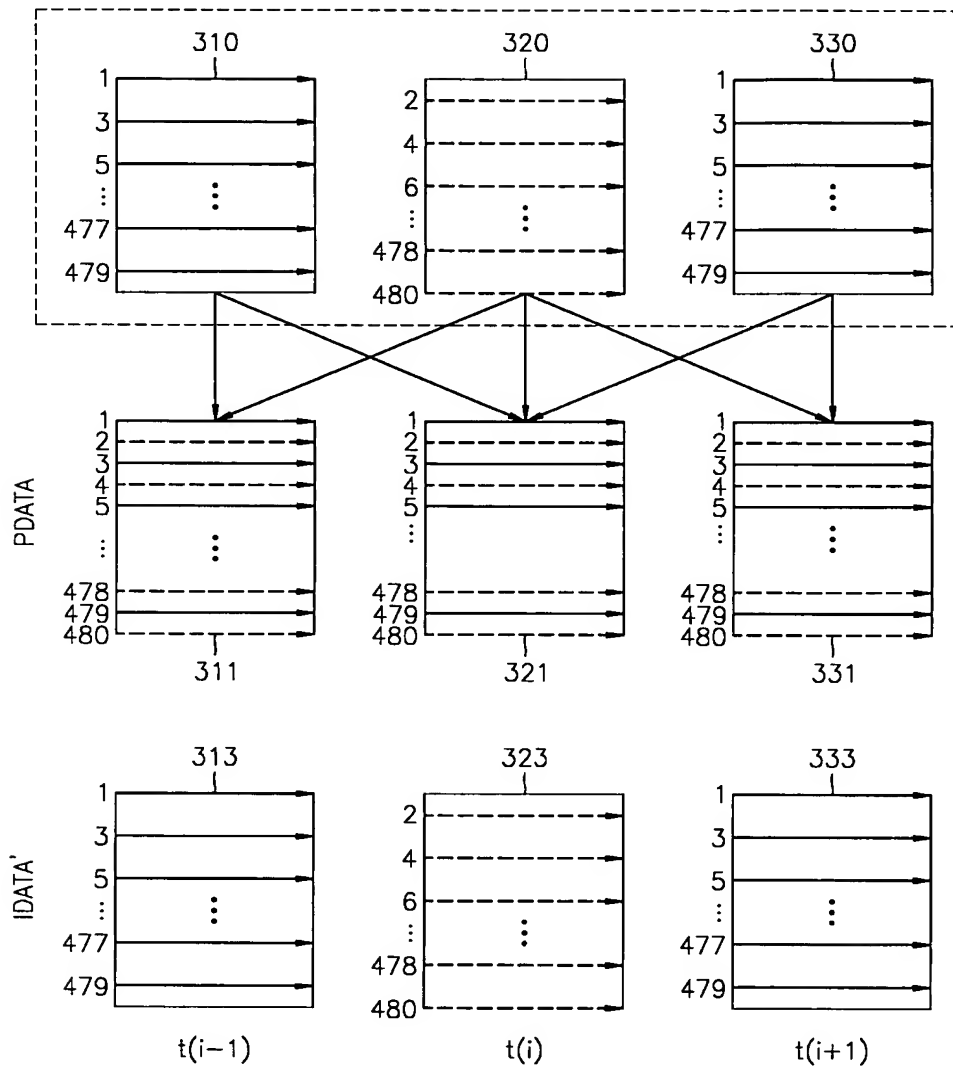 310 320 330
1 1
2
3 3
4
5 5
6
⋮ ⋮ ⋮
477 478 477
479 480 479
PDATA
1 1 1
2 2 2
3 3 3
4 4 4
5 5 5
⋮ ⋮ ⋮
478 478 478
479 479 479
480 480 480
311 321 331
313 323 333
IDATA'
1 1
2
3 3
4
5 5
6
⋮ ⋮ ⋮
477 478 477
479 480 479
t(i-1) t(i) t(i+1)